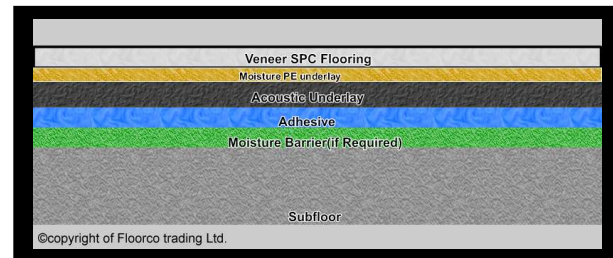 Veneer SPC Flooring
Moisture PE underlay
Acoustic Underlay
Adhesive
Moisture Barrier(if Required)
Subfloor
©copyright of Floorco trading Ltd.